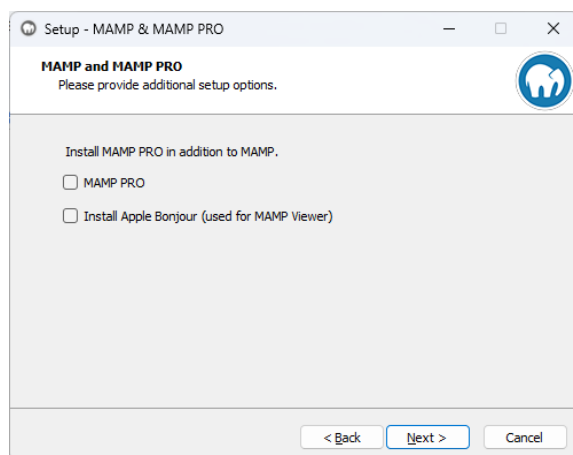 Setup - MAMP & MAMP PRO
MAMP and MAMP PRO
Please provide additional setup options.
Install MAMP PRO in addition to MAMP.
MAMP PRO
Install Apple Bonjour (used for MAMP Viewer)
< Back
Next >
Cancel